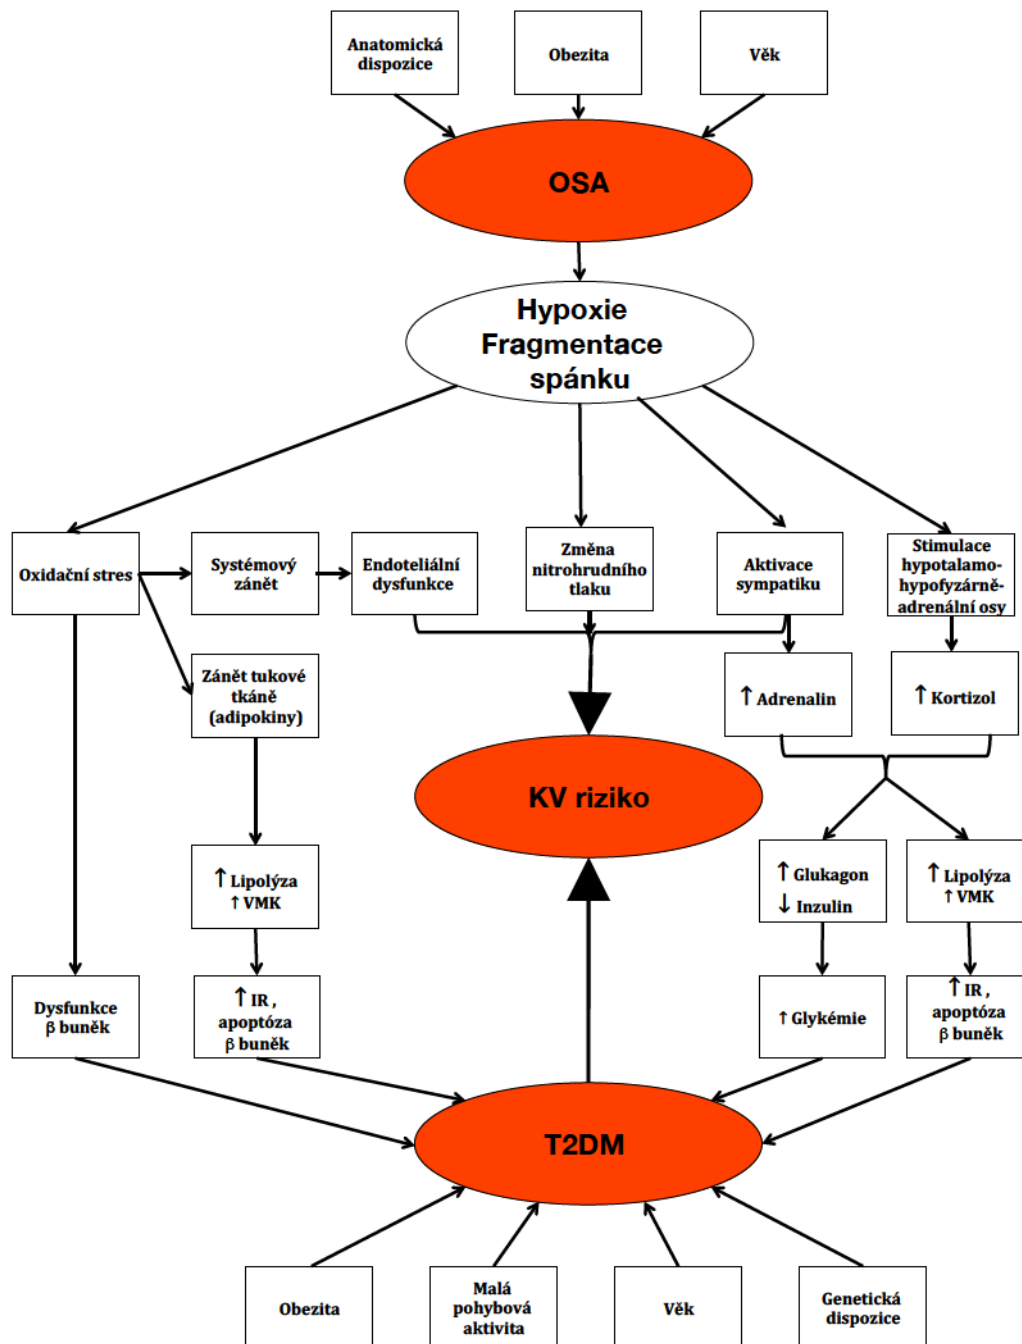 Anatomická
dispozice
Obezita
Věk
OSA
Hypoxie
Fragmentace
spánku
Oxidační stres
Systémový
zánět
Endoteliální
dysfunkce
Změna
nitrohrudního
tlaku
Aktivace
sympatiku
Stimulace
hypotalamo-
hypofyzárně-
adrenální osy
Zánět tukové
tkáně
(adipokiny)
↑ Adrenalin
↑ Kortizol
KV riziko
↑ Lipolýza
↑ VMK
↑ Glukagon
↓ Inzulin
↑ Lipolýza
↑ VMK
Dysfunkce
β buněk
↑ IR ,
apoptóza
β buněk
↑ Glykémie
↑ IR ,
apoptóza
β buněk
T2DM
Obezita
Malá
pohybová
aktivita
Věk
Genetická
dispozice